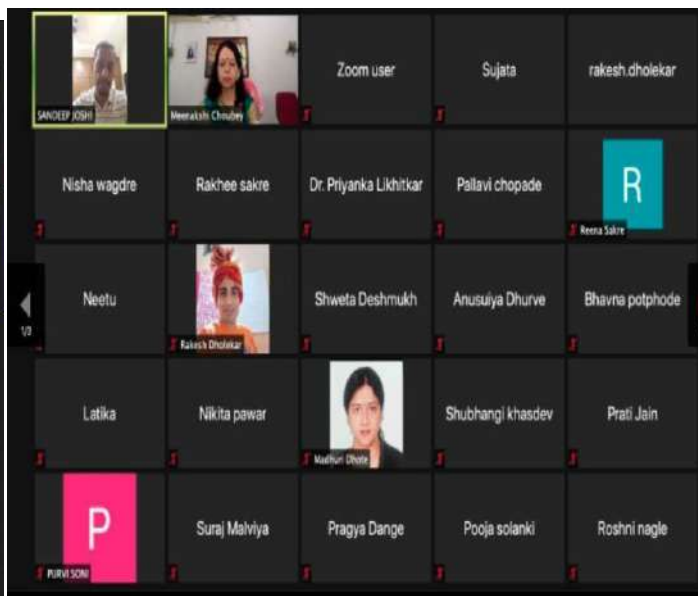 SANDEEP JOSHI
Meenakshi Choubey
Zoom user
Sujata
rakesh.dholekar
Nisha wagdre
Rakhee sakre
Dr. Priyanka Likhitkar
Pallavi chopade
R
Reena Sakre
Neetu
Rakesh Dholekar
Shweta Deshmukh
Anusuiya Dhurve
Bhavna potphode
1/3
Latika
Nikita pawar
Madhuri Dhote
Shubhangi khasdev
Prati Jain
P
PURVI SONI
Suraj Malviya
Pragya Dange
Pooja solanki
Roshni nagle